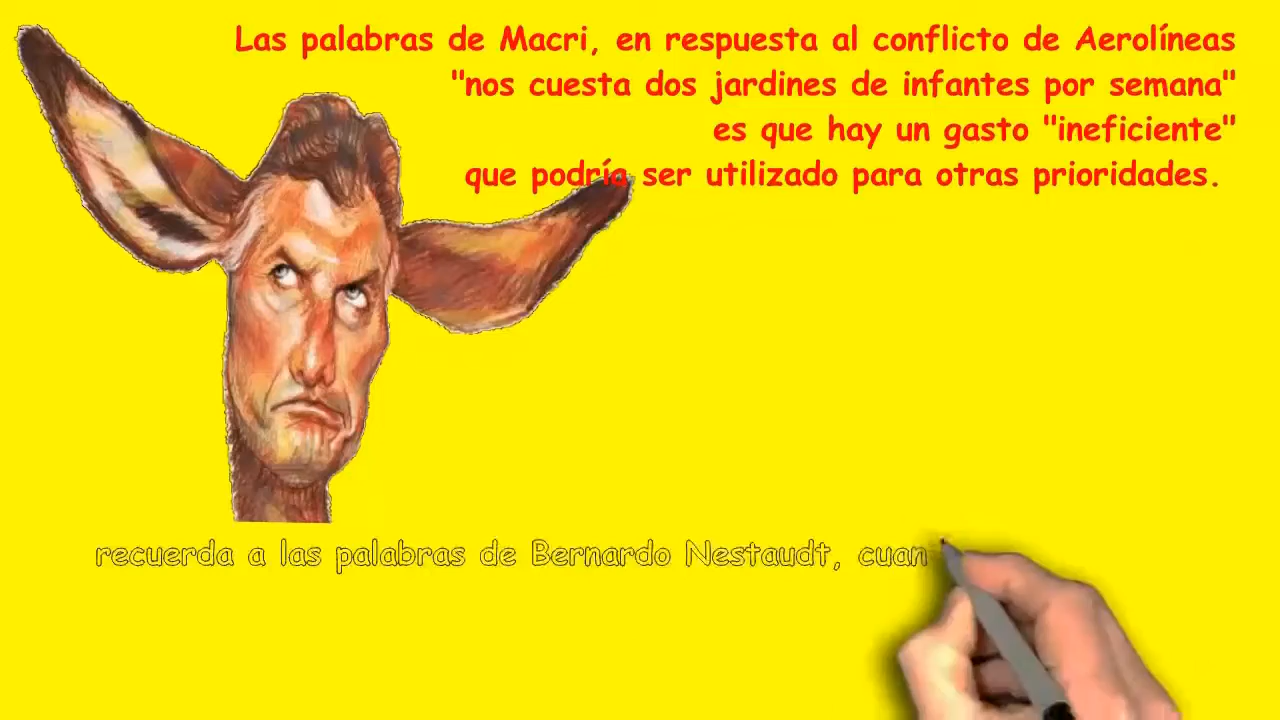 Las palabras de Macri, en respuesta al conflicto de Aerolíneas
"nos cuesta dos jardines de infantes por semana"
es que hay un gasto "ineficiente"
que podría ser utilizado para otras prioridades.
recuerda a las palabras de Bernardo Nestaudt, cuan